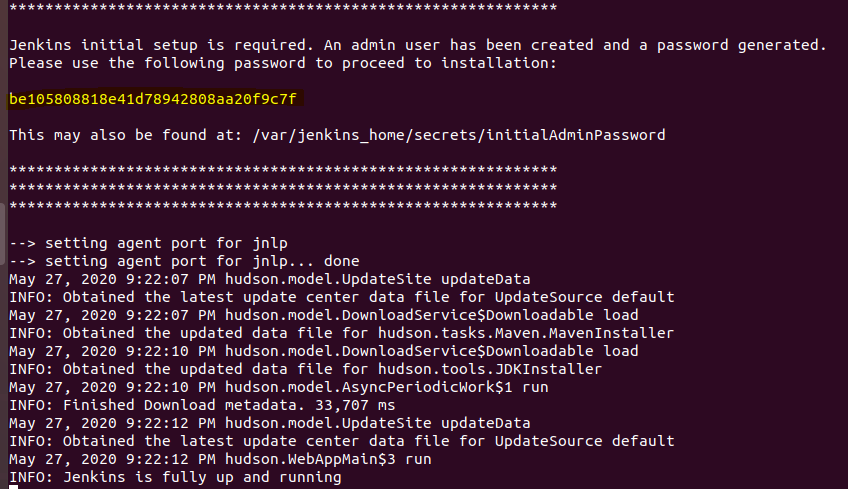 *************************************************************
Jenkins initial setup is required. An admin user has been created and a password generated.
Please use the following password to proceed to installation:
be105808818e41d78942808aa20f9c7f
This may also be found at: /var/jenkins_home/secrets/initialAdminPassword
*************************************************************
*************************************************************
*************************************************************
--> setting agent port for jnlp
--> setting agent port for jnlp... done
May 27, 2020 9:22:07 PM hudson.model.UpdateSite updateData
INFO: Obtained the latest update center data file for UpdateSource default
May 27, 2020 9:22:07 PM hudson.model.DownloadService$Downloadable load
INFO: Obtained the updated data file for hudson.tasks.Maven.MavenInstaller
May 27, 2020 9:22:10 PM hudson.model.DownloadService$Downloadable load
INFO: Obtained the updated data file for hudson.tools.JDKInstaller
May 27, 2020 9:22:10 PM hudson.model.AsyncPeriodicWork$1 run
INFO: Finished Download metadata. 33,707 ms
May 27, 2020 9:22:12 PM hudson.model.UpdateSite updateData
INFO: Obtained the latest update center data file for UpdateSource default
May 27, 2020 9:22:12 PM hudson.WebAppMain$3 run
INFO: Jenkins is fully up and running